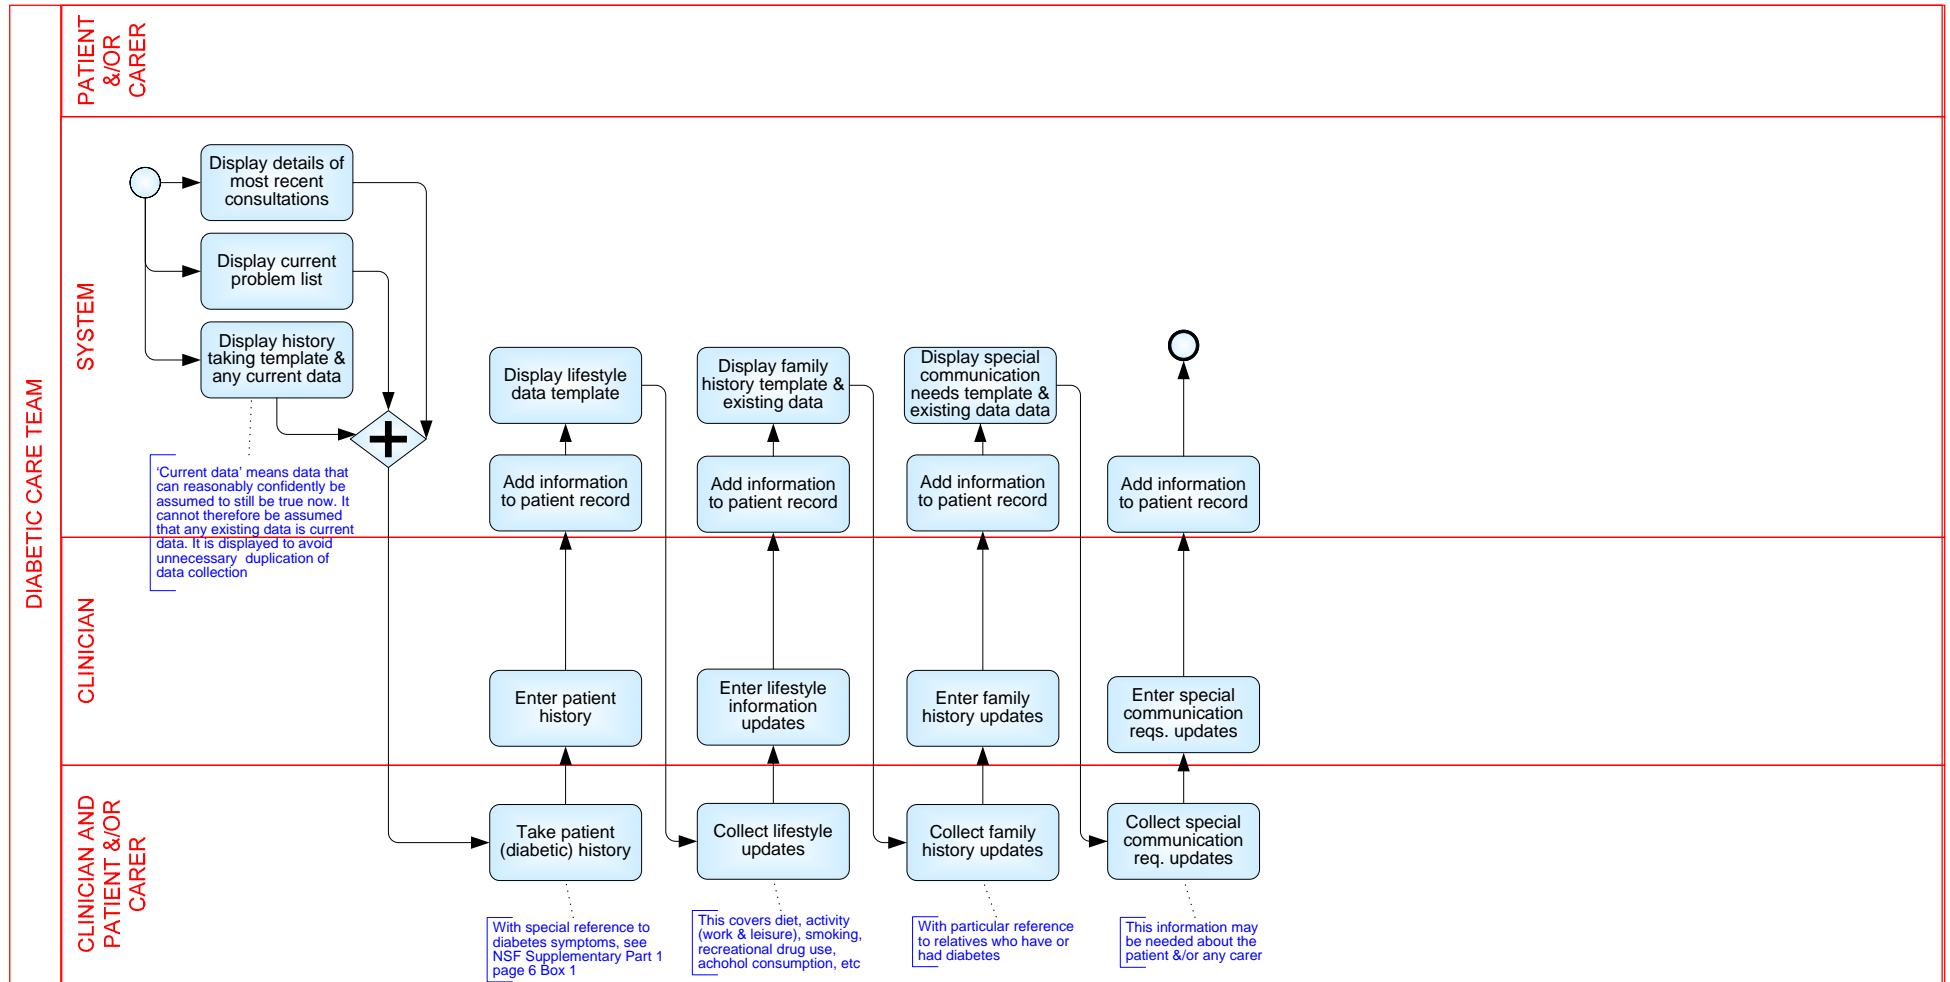 DIABETIC CARE TEAM
PATIENT
&/OR
CARER
SYSTEM
Display details of
most recent
consultations
Display current
problem list
Display history
taking template &
any current data
‘Current data’ means data that
can reasonably confidently be
assumed to still be true now. It
cannot therefore be assumed
that any existing data is current
data. It is displayed to avoid
unnecessary duplication of
data collection
Display lifestyle
data template
Display family
history template &
existing data
Display special
communication
needs template &
existing data data
Add information
to patient record
Add information
to patient record
Add information
to patient record
Add information
to patient record
CLINICIAN
Enter patient
history
Enter lifestyle
information
updates
Enter family
history updates
Enter special
communication
reqs. updates
CLINICIAN AND
PATIENT &/OR
CARER
Take patient
(diabetic) history
Collect lifestyle
updates
Collect family
history updates
Collect special
communication
req. updates
With special reference to
diabetes symptoms, see
NSF Supplementary Part 1
page 6 Box 1
This covers diet, activity
(work & leisure), smoking,
recreational drug use,
achohol consumption, etc
With particular reference
to relatives who have or
had diabetes
This information may
be needed about the
patient &/or any carer